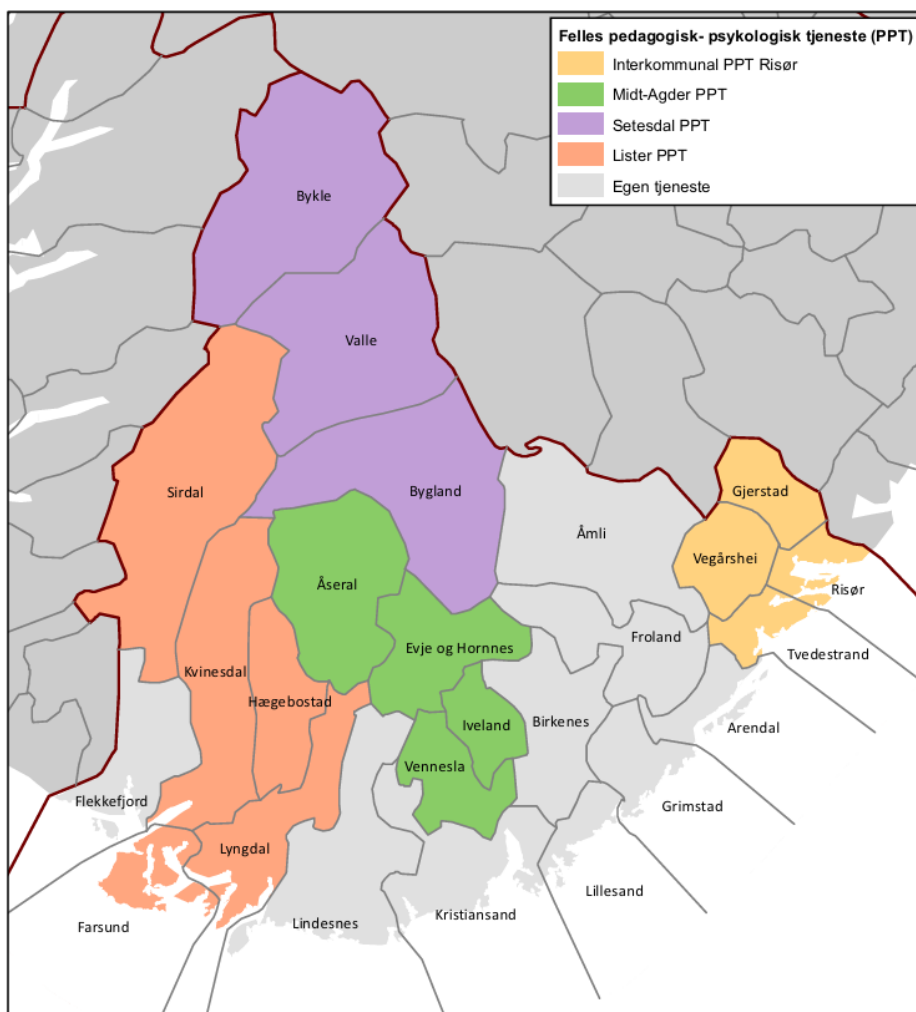 Felles pedagogisk- psykologisk tjeneste (PPT)
Interkommunal PPT Risør
Midt-Agder PPT
Setesdal PPT
Lister PPT
Egen tjeneste
Bykle
Valle
Sirdal
Bygland
Gjerstad
Åmli
Vegårshei
Åseral
Risør
Froland
Evje og Hornnes
Tvedestrand
Kvinesdal
Hægebostad
Iveland
Birkenes
Arendal
Vennesla
Flekkefjord
Grimstad
Lyngdal
Lillesand
Kristiansand
Lindesnes
Farsund